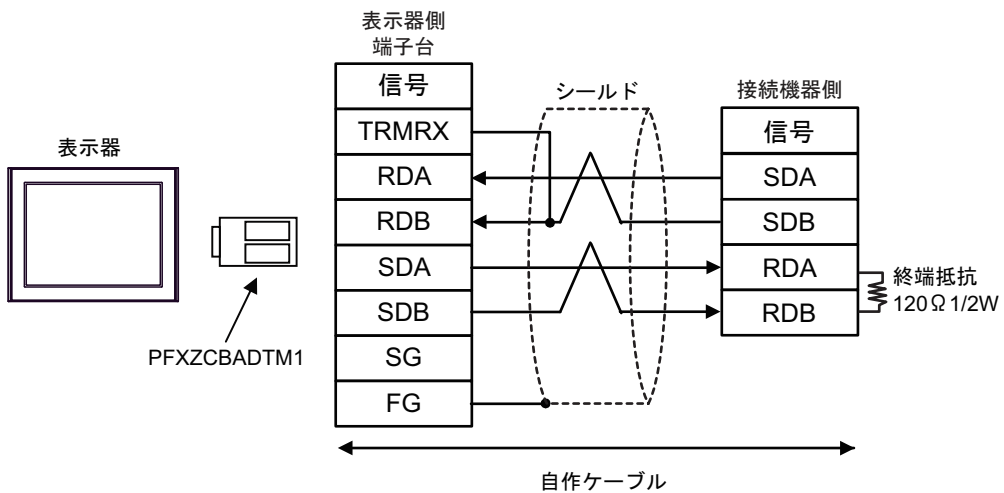 表示器側
端子台
信号
TRMRX
RDA
RDB
SDA
SDB
SG
FG
シールド
接続機器側
信号
SDA
SDB
RDA
RDB
終端抵抗
120Ω 1/2W
表示器
PFXZCBADTM1
自作ケーブル